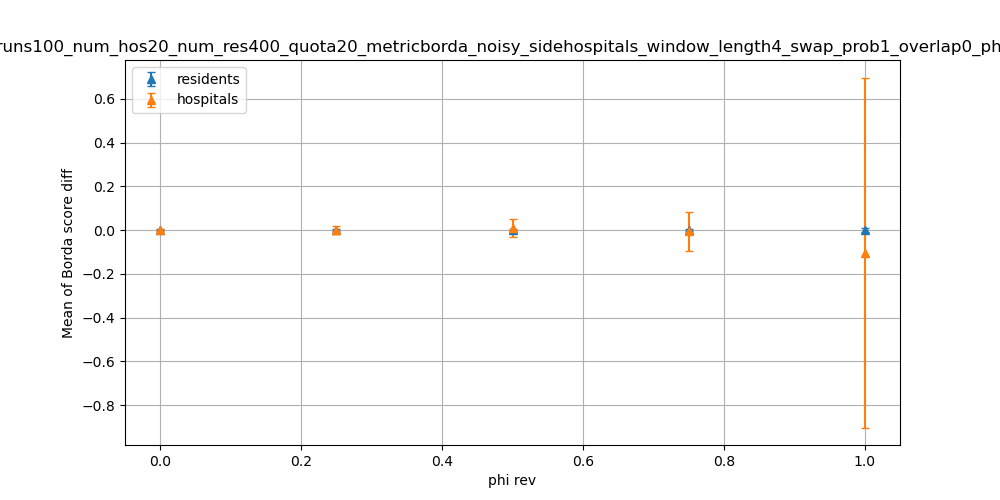 runs100_num_hos20_num_res400_quota20_metricborda_noisy_sidehospitals_window_length4_swap_prob1_overlap0_ph
residents
hospitals
Mean of Borda score diff
0.6
0.4
0.2
0.0
−0.2
−0.4
−0.6
−0.8
0.0 0.2 0.4 0.6 0.8 1.0
phi rev